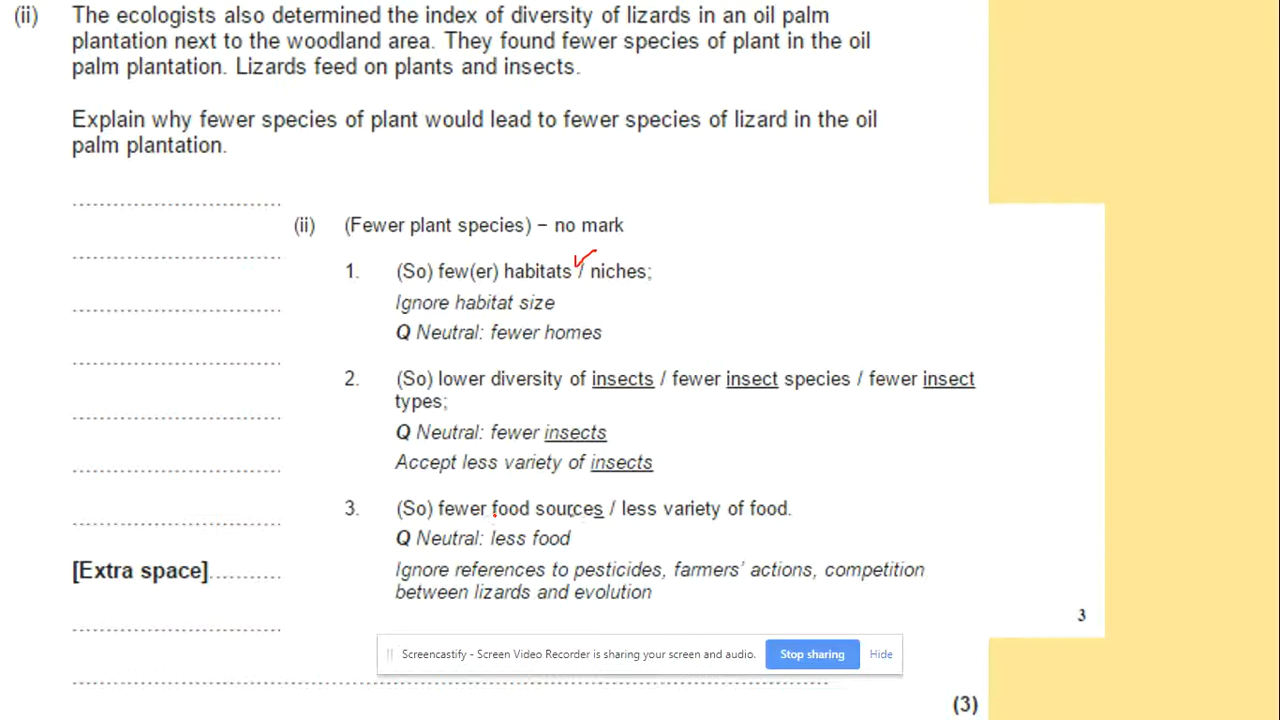 (ii) The ecologists also determined the index of diversity of lizards in an oil palm
plantation next to the woodland area. They found fewer species of plant in the oil
palm plantation. Lizards feed on plants and insects.
Explain why fewer species of plant would lead to fewer species of lizard in the oil
palm plantation.
(ii) (Fewer plant species) – no mark
1. (So) few(er) habitats / niches;
Ignore habitat size
Q Neutral: fewer homes
2. (So) lower diversity of insects / fewer insect species / fewer insect
types;
Q Neutral: fewer insects
Accept less variety of insects
3. (So) fewer food sources / less variety of food.
Q Neutral: less food
[Extra space]............
Ignore references to pesticides, farmers' actions, competition
between lizards and evolution
3
Screencastify - Screen Video Recorder is sharing your screen and audio. Stop sharing Hide
(3)